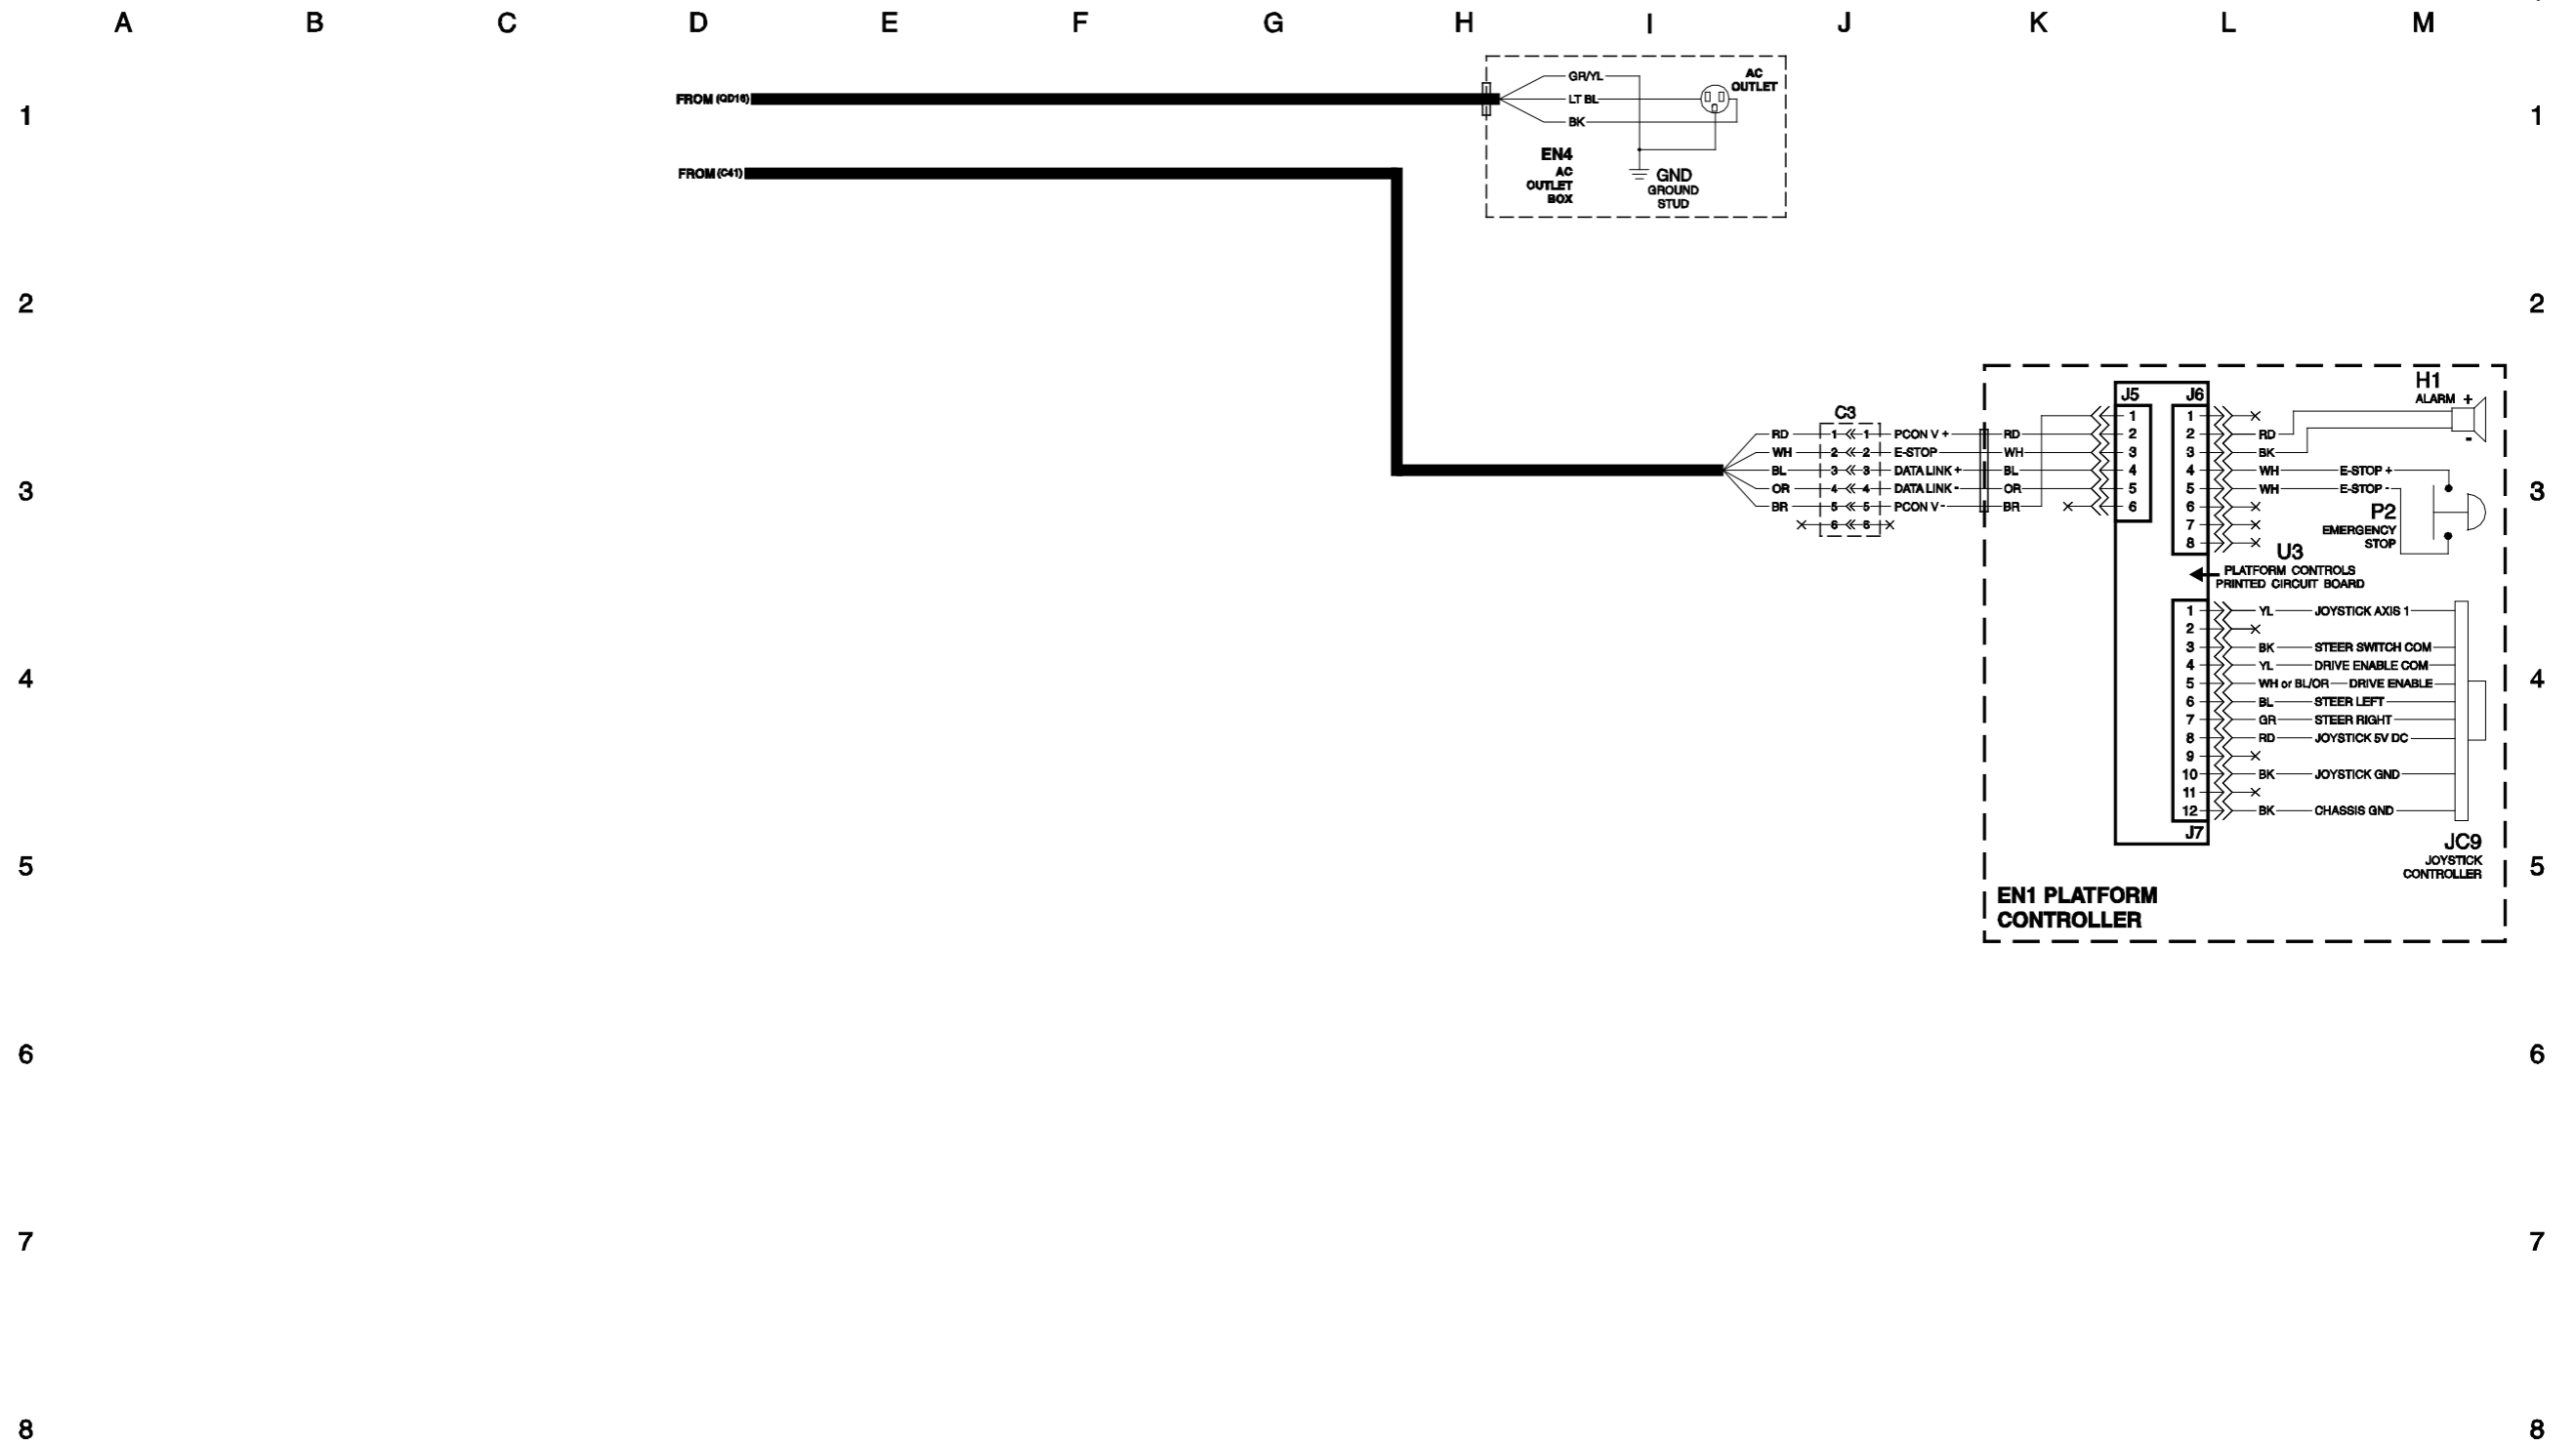 A B C D E F G H I J K L M
1 1
FROM (QD16)
GR/YL
LT BL
BK
AC
OUTLET
EN4
AC
OUTLET
BOX
GND
GROUND
STUD
FROM (C41)
2 2
3 3
C3
RD 1 1 PCON V + RD
WH 2 2 E-STOP WH
BL 3 3 DATA LINK + BL
OR 4 4 DATA LINK - OR
BR 5 5 PCON V - BR
6 6
J5
1
2
3
4
5
6
J6
1
2 RD
3 BK
4 WH E-STOP +
5 WH E-STOP -
6
7
8
H1
ALARM +
-
P2
EMERGENCY
STOP
U3
PLATFORM CONTROLS
PRINTED CIRCUIT BOARD
4 4
1 YL JOYSTICK AXIS 1
2
3 BK STEER SWITCH COM
4 YL DRIVE ENABLE COM
5 WH or BL/OR DRIVE ENABLE
6 BL STEER LEFT
7 GR STEER RIGHT
8 RD JOYSTICK 5V DC
9
10 BK JOYSTICK GND
11
12 BK CHASSIS GND
J7
JC9
JOYSTICK
CONTROLLER
5 5
EN1 PLATFORM
CONTROLLER
6 6
7 7
8 8